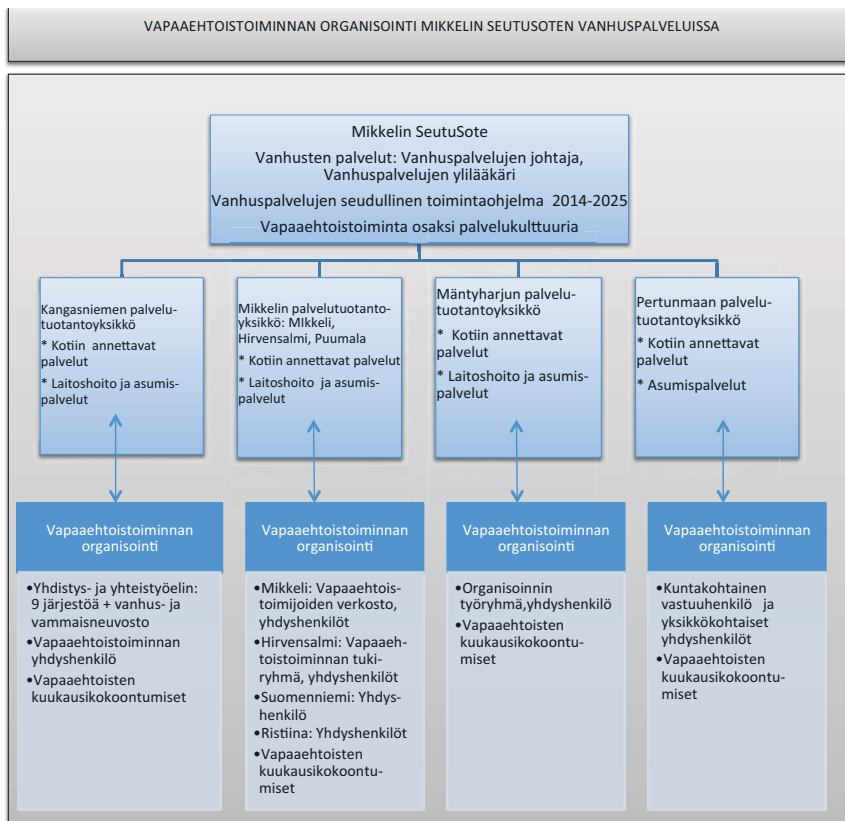 VAPAAEHTOISTOIMINNAN ORGANISOINTI MIKKELIN SEUTUSOTEN VANHUSPALVELUISSA
Mikkelin SeutuSote
Vanhusten palvelut: Vanhuspalvelujen johtaja,
Vanhuspalvelujen ylilääkäri
Vanhuspalvelujen seudullinen toimintaohjelma 2014-2025
Vapaaehtoistoiminta osaksi palvelukulttuuria
Kangasniemen palvelu-
tuotantoyksikkö
* Kotiin annettavat
palvelut
* Laitoshoito ja asumis-
palvelut
Mikkelin palvelutuotanto-
yksikkö: MIkkeli,
Hirvensalmi, Puumala
* Kotiin annettavat palvelut
* Laitoshoito ja asumis-
palvelut
Mäntyharjun palvelu-
tuotantoyksikkö
* Kotiin annettavat
palvelut
* Laitoshoito ja asumis-
palvelut
Pertunmaan palvelu-
tuotantoyksikkö
* Kotiin annettavat
palvelut
* Asumispalvelut
Vapaaehtoistoiminnan
organisointi
•Yhdistys- ja yhteistyöelin:
9 järjestöä + vanhus- ja
vammaisneuvosto
•Vapaaehtoistoiminnan
yhdyshenkilö
•Vapaaehtoisten
kuukausikokoontumiset
Vapaaehtoistoiminnan
organisointi
•Mikkeli: Vapaaehtois-
toimijoiden verkosto,
yhdyshenkilöt
•Hirvensalmi: Vapaaeh-
toistoiminnan tuki-
ryhmä, yhdyshenkilöt
•Suomenniemi: Yhdys-
henkilö
•Ristiina: Yhdyshenkilöt
•Vapaaehtoisten
kuukausikokoontu-
miset
Vapaaehtoistoiminnan
organisointi
•Organisoinnin
työryhmä,yhdyshenkilö
•Vapaaehtoisten
kuukausikokoontu-
miset
Vapaaehtoistoiminnan
organisointi
•Kuntakohtainen
vastuuhenkilö ja
yksikkökohtaiset
yhdyshenkilöt
•Vapaaehtoisten
kuukausikokoontu-
miset